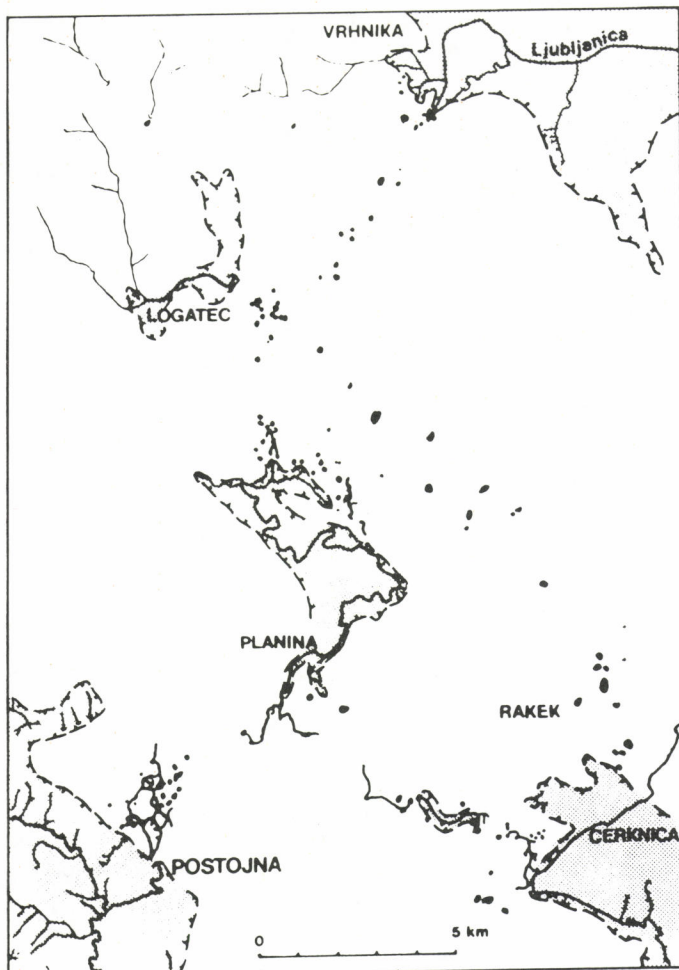 VRHNIKA
Ljubljanica
LOGATEC
PLANINA
RAKEK
CERKNICA
POSTOJNA
0 5 km